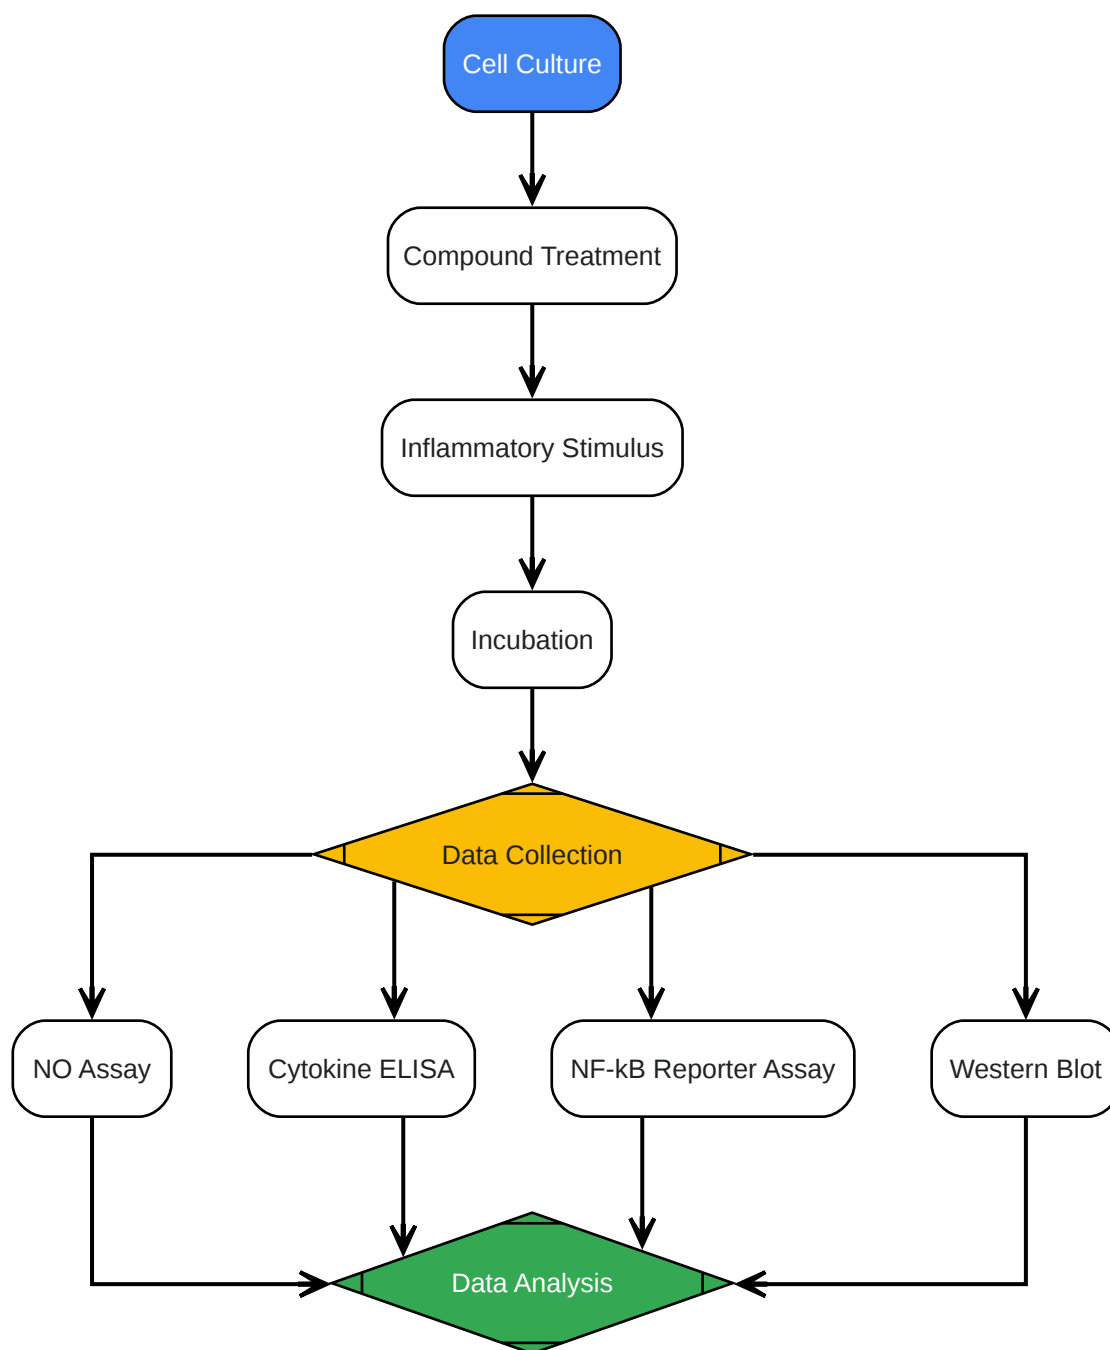 Cell Culture
Compound Treatment
Inflammatory Stimulus
Incubation
Data Collection
NO Assay
Cytokine ELISA
NF-kB Reporter Assay
Western Blot
Data Analysis